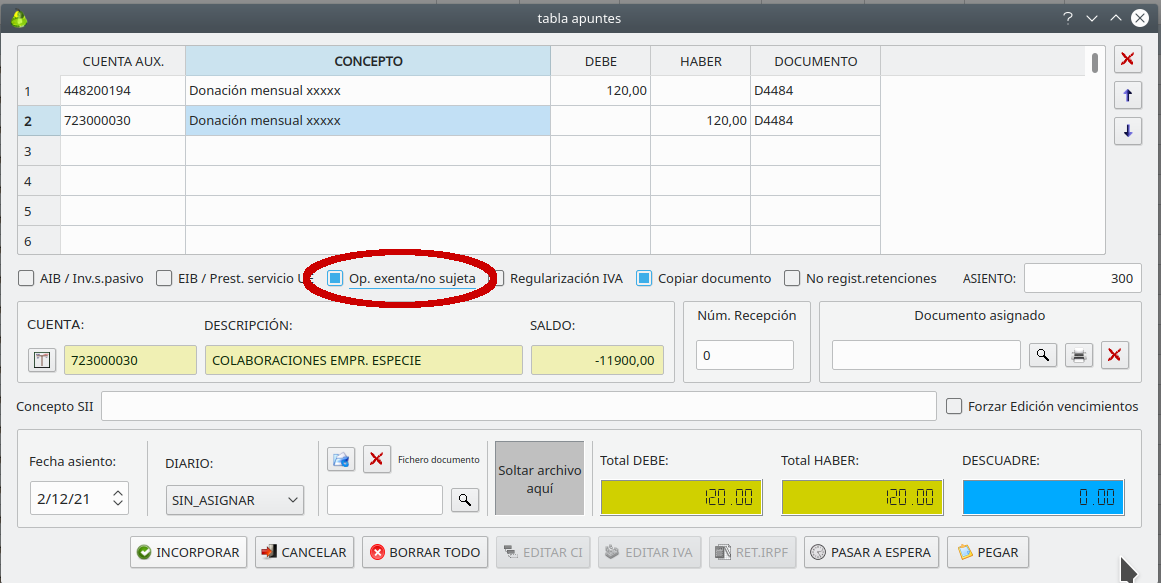 tabla apuntes
CUENTA AUX. CONCEPTO DEBE HABER DOCUMENTO
1 448200194 Donación mensual xxxxx 120,00 D4484
2 723000030 Donación mensual xxxxx 120,00 D4484
3
4
5
6
AIB / Inv.s.pasivo EIB / Prest. servicio Op. exenta/no sujeta Regularización IVA Copiar documento No regist.retenciones ASIENTO: 300
CUENTA: DESCRIPCIÓN: SALDO: Núm. Recepción Documento asignado
723000030 COLABORACIONES EMPR. ESPECIE -11900,00 0
Concepto SII Forzar Edición vencimientos
Fecha asiento: DIARIO: Fichero documento Soltar archivo Total DEBE: Total HABER: DESCUADRE:
aquí
2/12/21 SIN_ASIGNAR 120.00 120.00 0.00
INCORPORAR CANCELAR BORRAR TODO EDITAR CI EDITAR IVA RET.IRPF PASAR A ESPERA PEGAR